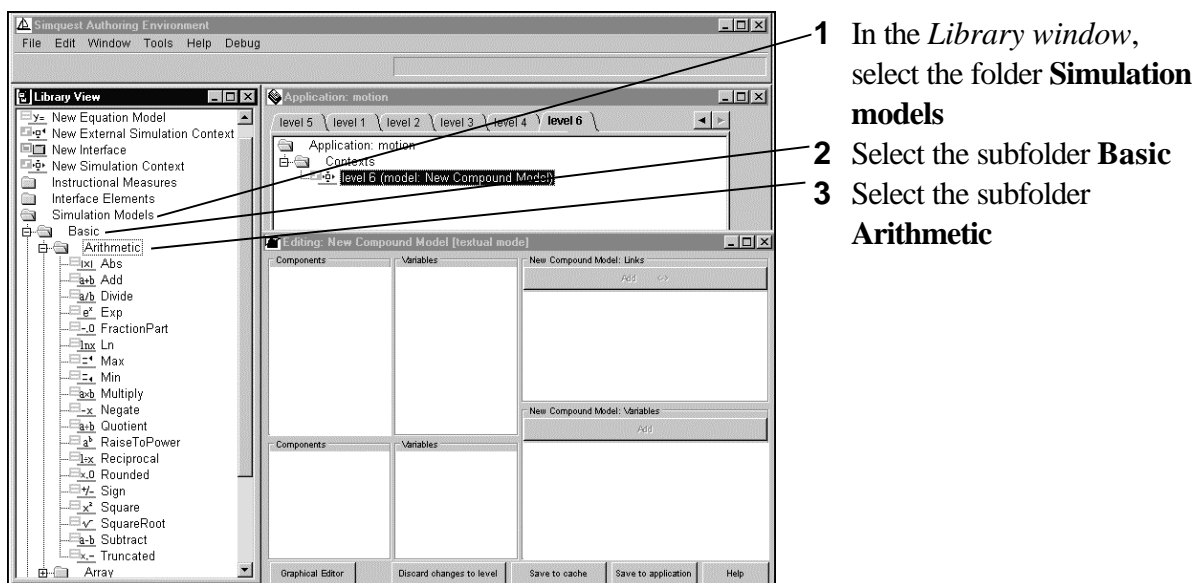 Simquest Authoring Environment
File Edit Window Tools Help Debug
Library View
y= New Equation Model
New External Simulation Context
New Interface
New Simulation Context
Instructional Measures
Interface Elements
Simulation Models
Basic
Arithmetic
|x| Abs
a+b Add
a/b Divide
eˣ Exp
FractionPart
lnx Ln
Max
Min
a×b Multiply
-x Negate
a÷b Quotient
aᵇ RaiseToPower
1÷x Reciprocal
x.0 Rounded
+/- Sign
x² Square
√ SquareRoot
a-b Subtract
x.- Truncated
Array
Application: motion
level 5 level 1 level 2 level 3 level 4 level 6
Application: motion
Contexts
level 6 (model: New Compound Model)
Editing: New Compound Model [textual mode]
Components
Variables
New Compound Model: Links
Add <->
New Compound Model: Variables
Add
Components
Variables
Graphical Editor
Discard changes to level
Save to cache
Save to application
Help
1 In the Library window,
select the folder Simulation
models
2 Select the subfolder Basic
3 Select the subfolder
Arithmetic